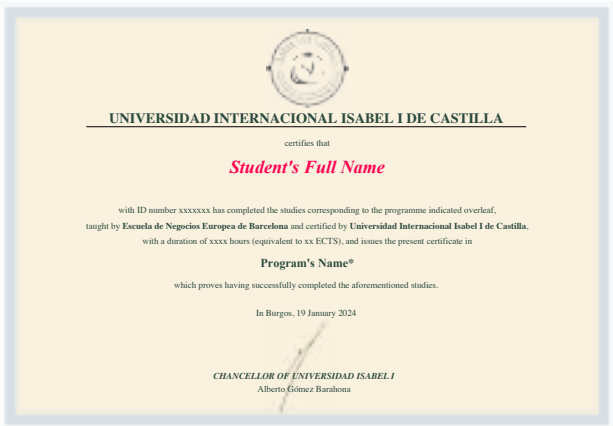 UNIVERSIDAD INTERNACIONAL ISABEL I DE CASTILLA
certifies that
Student's Full Name
with ID number xxxxxxx has completed the studies corresponding to the programme indicated overleaf,
taught by Escuela de Negocios Europea de Barcelona and certified by Universidad Internacional Isabel I de Castilla,
with a duration of xxxx hours (equivalent to xx ECTS), and issues the present certificate in
Program's Name*
which proves having successfully completed the aforementioned studies.
In Burgos, 19 January 2024
CHANCELLOR OF UNIVERSIDAD ISABEL I
Alberto Gómez Barahona